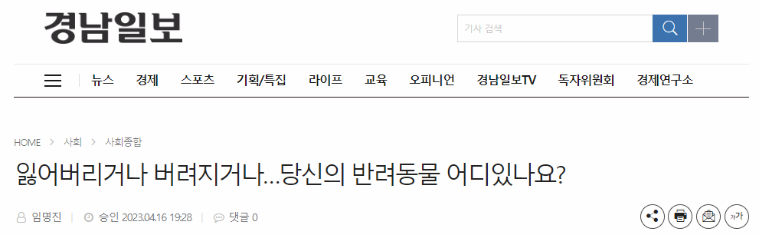 경남일보
기사 검색
뉴스 경제 스포츠 기획/특집 라이프 교육 오피니언 경남일보TV 독자위원회 경제연구소
HOME > 사회 > 사회종합
잃어버리거나 버려지거나...당신의 반려동물 어디있나요?
임명진 | 승인 2023.04.16 19:28 | 댓글 0
가가